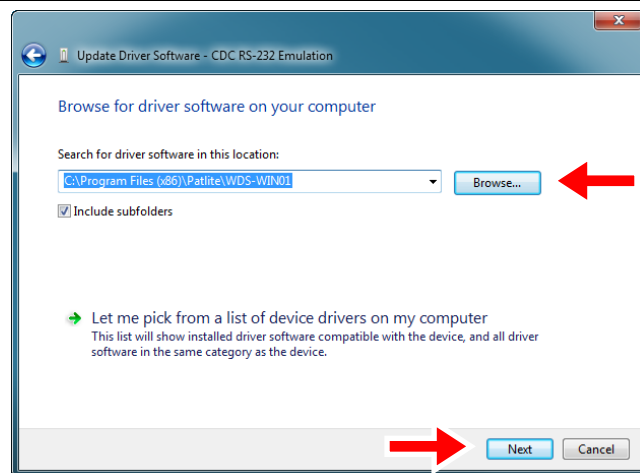 Update Driver Software - CDC RS-232 Emulation
Browse for driver software on your computer
Search for driver software in this location:
C:\Program Files (x86)\Patlite\WDS-WIN01
Browse...
Include subfolders
Let me pick from a list of device drivers on my computer
This list will show installed driver software compatible with the device, and all driver
software in the same category as the device.
Next
Cancel